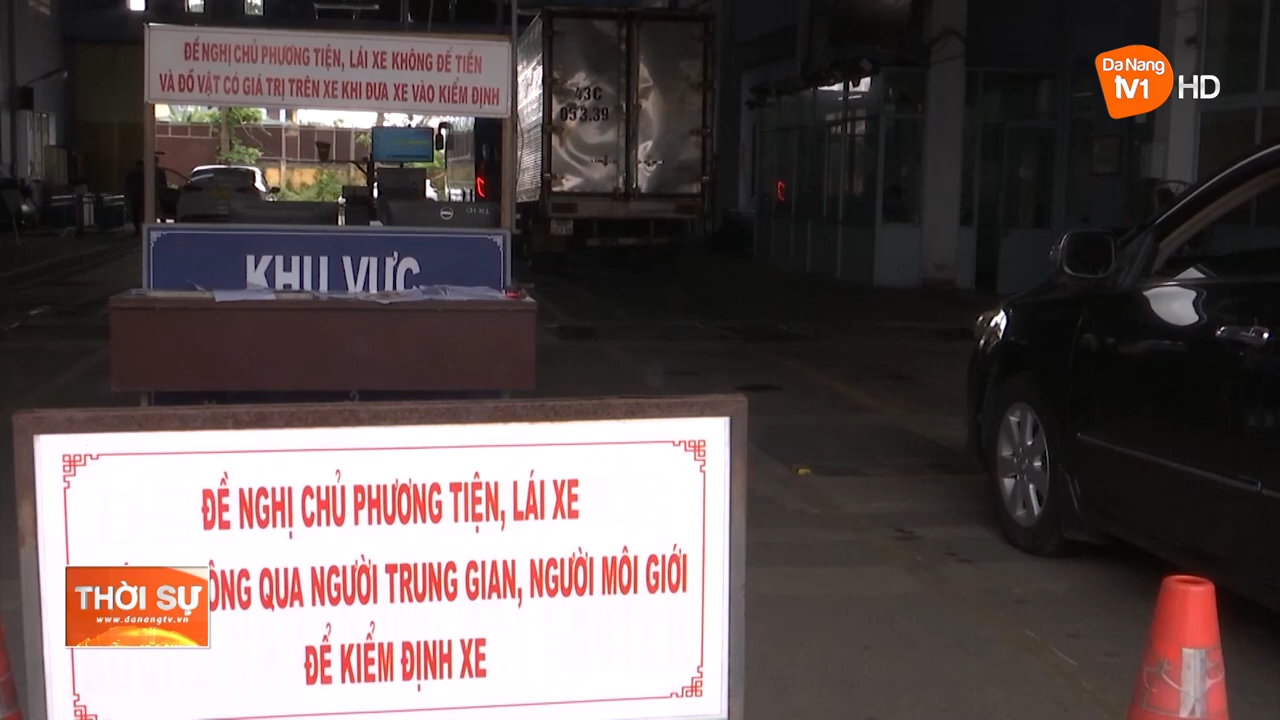 ĐỀ NGHỊ CHỦ PHƯƠNG TIỆN, LÁI XE KHÔNG ĐỂ TIỀN
VÀ ĐỒ VẬT CÓ GIÁ TRỊ TRÊN XE KHI ĐƯA XE VÀO KIỂM ĐỊNH
Da Nang
TV1 HD
43C
053.39
DELL
KHU VỰC
ĐỀ NGHỊ CHỦ PHƯƠNG TIỆN, LÁI XE
ÔNG QUA NGƯỜI TRUNG GIAN, NGƯỜI MÔI GIỚI
ĐỂ KIỂM ĐỊNH XE
THỜI SỰ
www.danangtv.vn